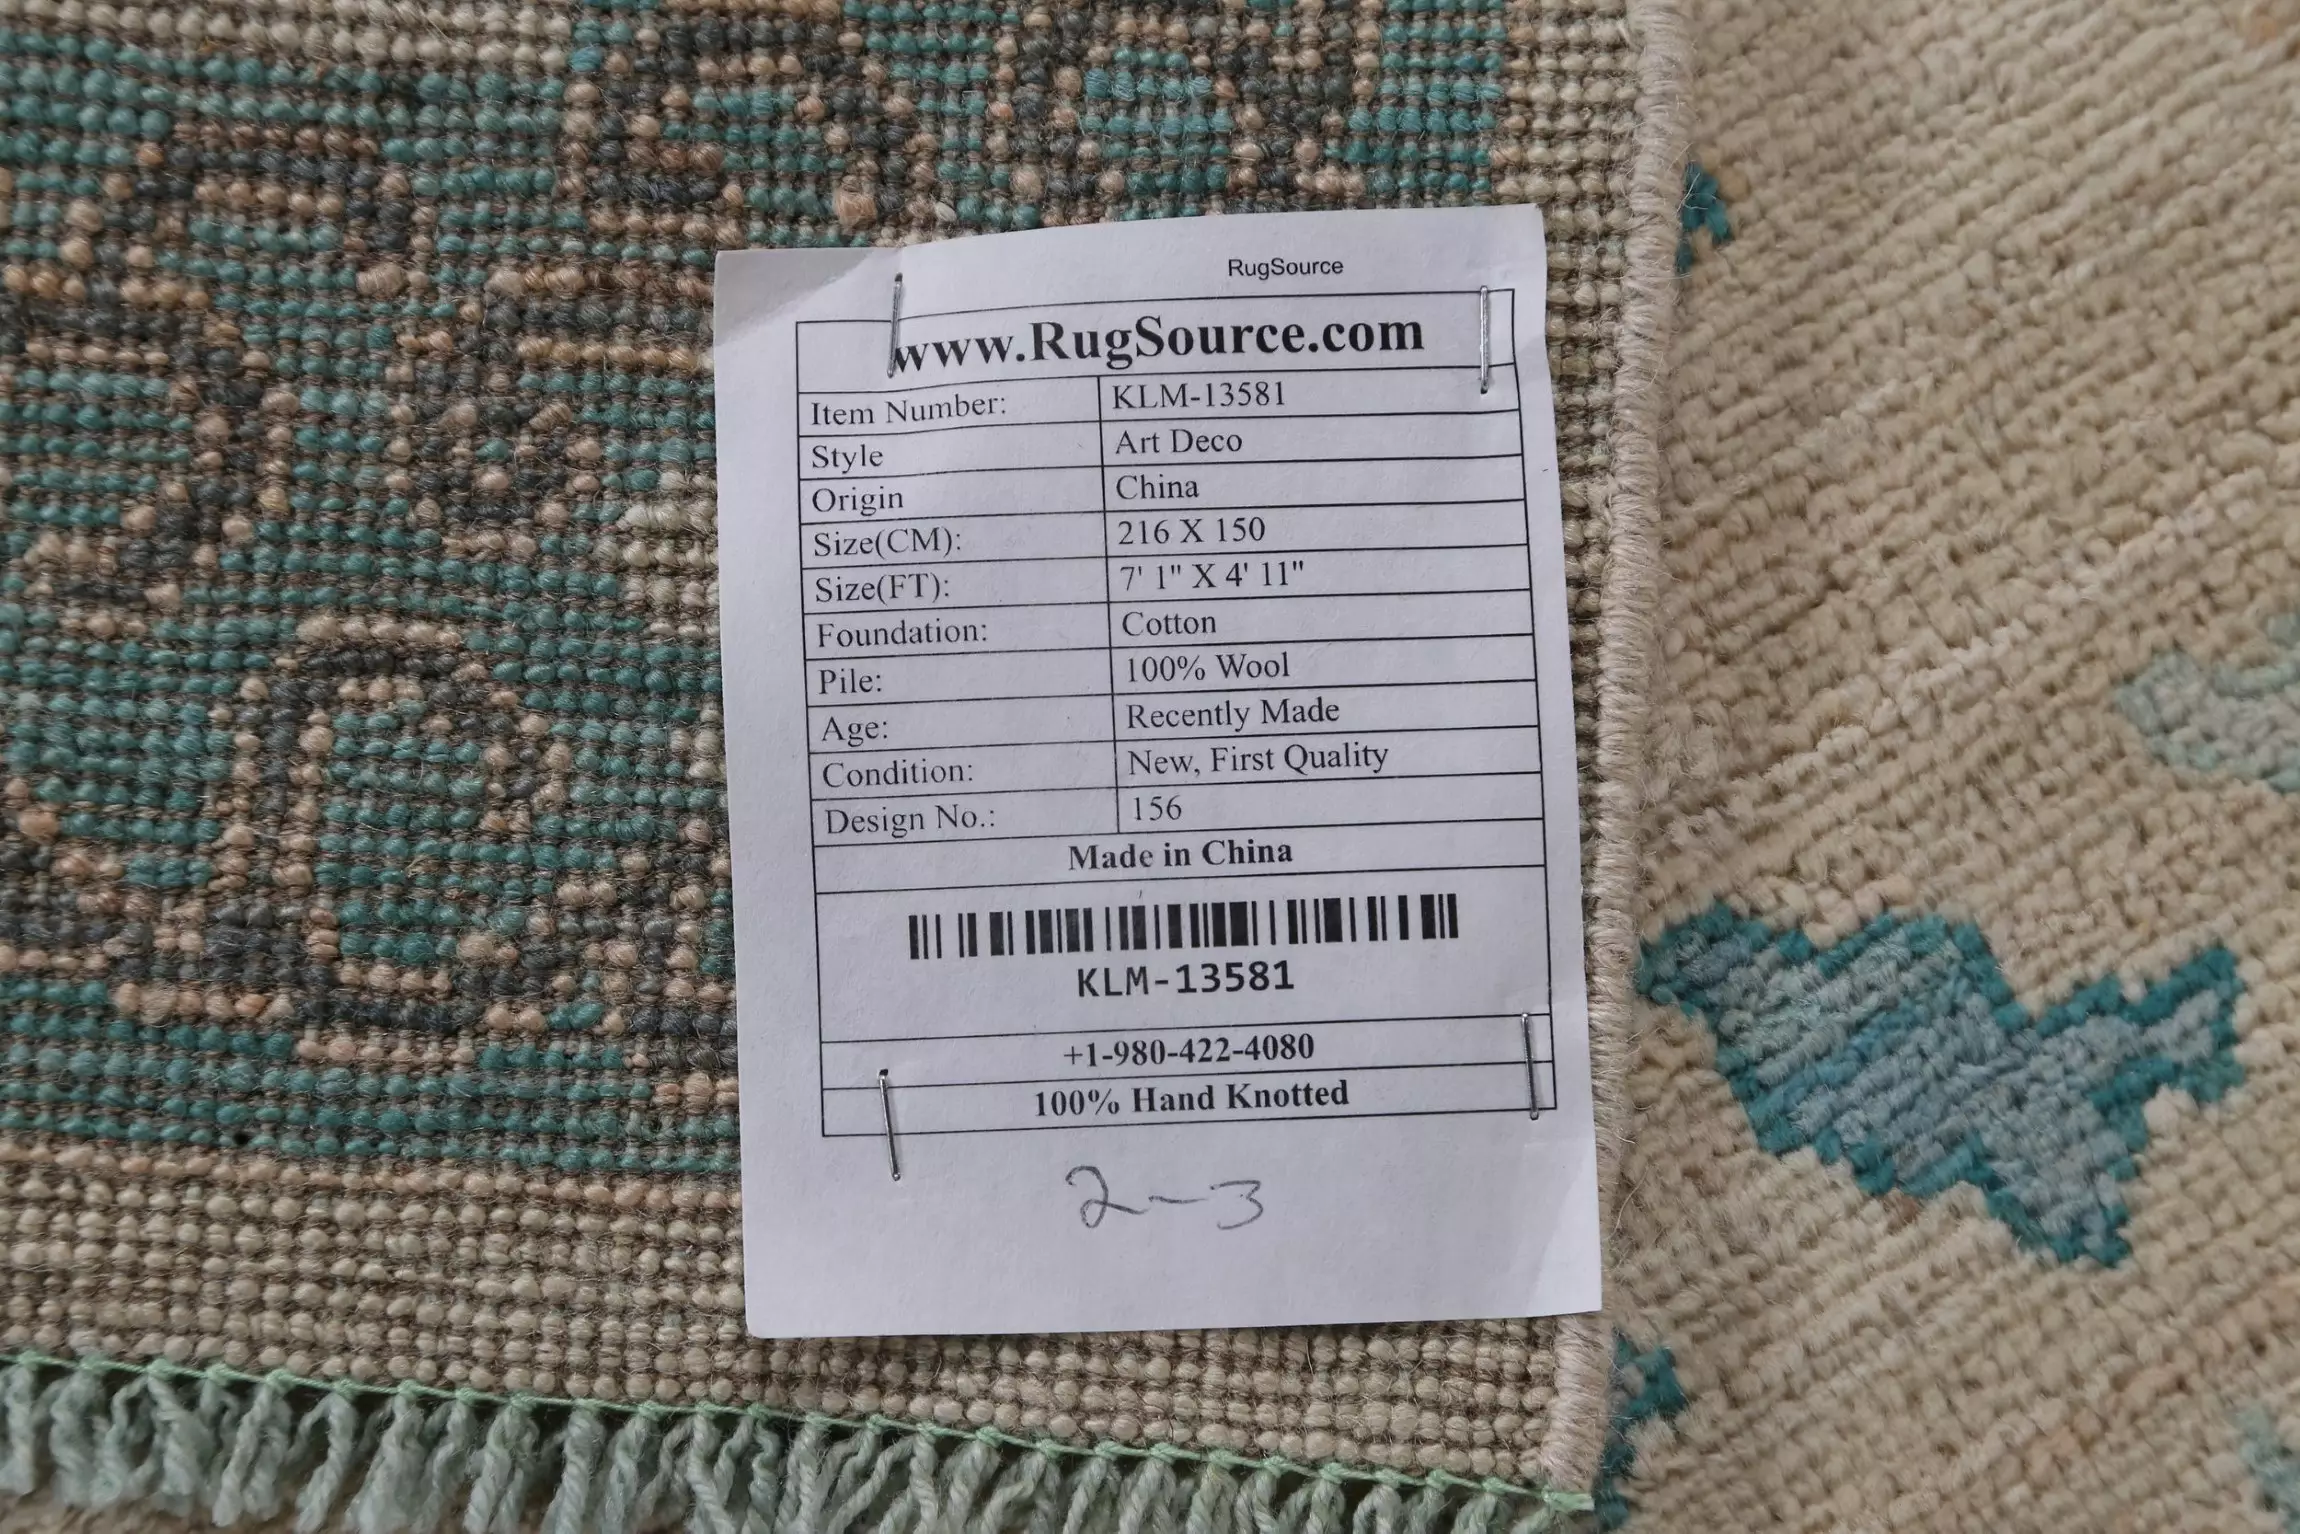 RugSource
www.RugSource.com
Item Number: KLM-13581
Style Art Deco
Origin China
Size(CM): 216 X 150
Size(FT): 7' 1" X 4' 11"
Foundation: Cotton
Pile: 100% Wool
Age: Recently Made
Condition: New, First Quality
Design No.: 156
Made in China
KLM-13581
+1-980-422-4080
100% Hand Knotted
2-3